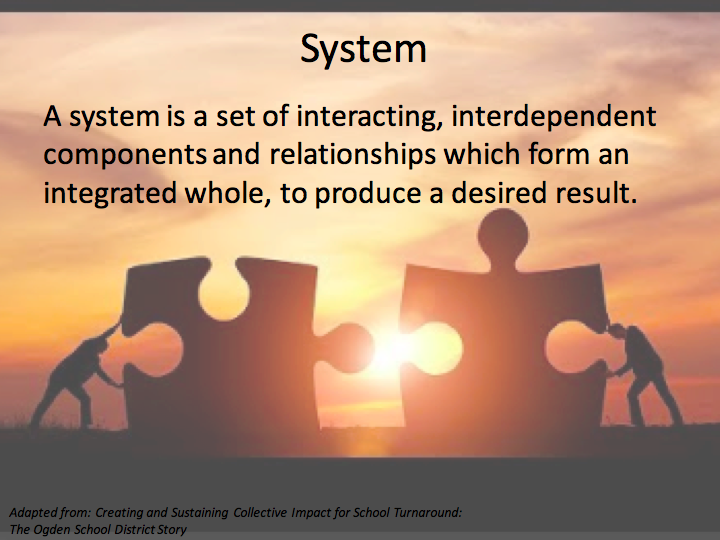 System
A system is a set of interacting, interdependent
components and relationships which form an
integrated whole, to produce a desired result.
Adapted from: Creating and Sustaining Collective Impact for School Turnaround:
The Ogden School District Story